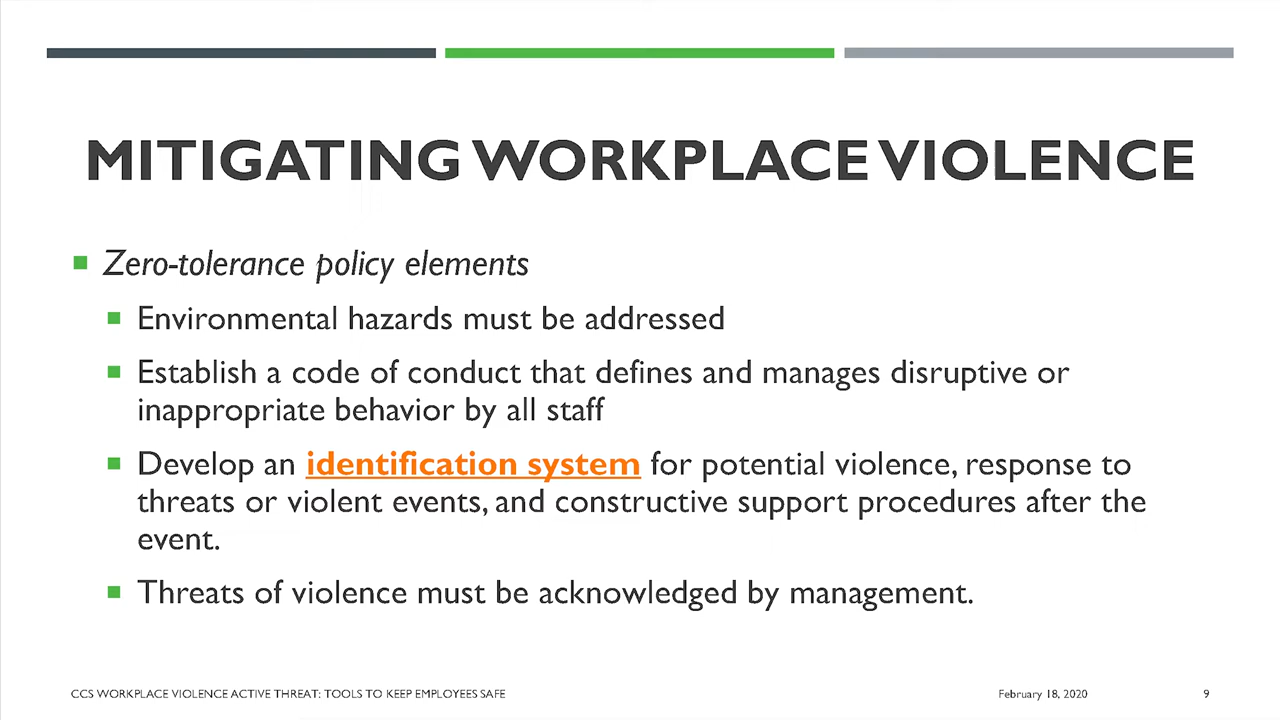 MITIGATING WORKPLACE VIOLENCE
Zero-tolerance policy elements
Environmental hazards must be addressed
Establish a code of conduct that defines and manages disruptive or
inappropriate behavior by all staff
Develop an identification system for potential violence, response to
threats or violent events, and constructive support procedures after the
event.
Threats of violence must be acknowledged by management.
CCS WORKPLACE VIOLENCE ACTIVE THREAT: TOOLS TO KEEP EMPLOYEES SAFE
February 18, 2020
9